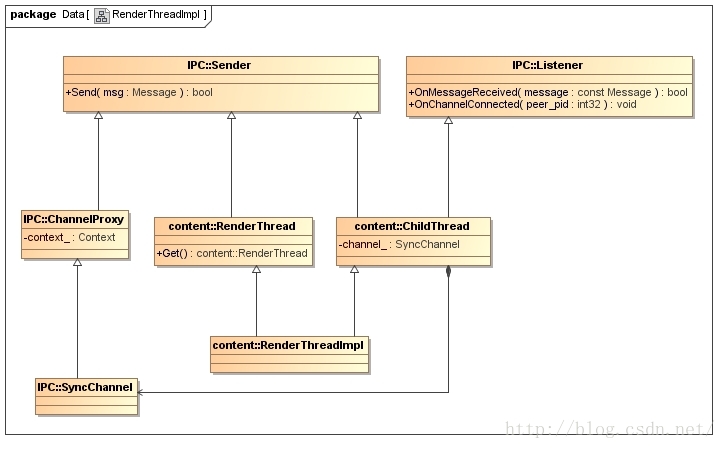 package Data[ RenderThreadImpl ]
IPC::Sender
+Send( msg : Message ) : bool
IPC::Listener
+OnMessageReceived( message : const Message ) : bool
+OnChannelConnected( peer_pid : int32 ) : void
IPC::ChannelProxy
-context_ : Context
content::RenderThread
+Get() : content::RenderThread
content::ChildThread
-channel_ : SyncChannel
content::RenderThreadImpl
IPC::SyncChannel
http://blog.csdn.net/